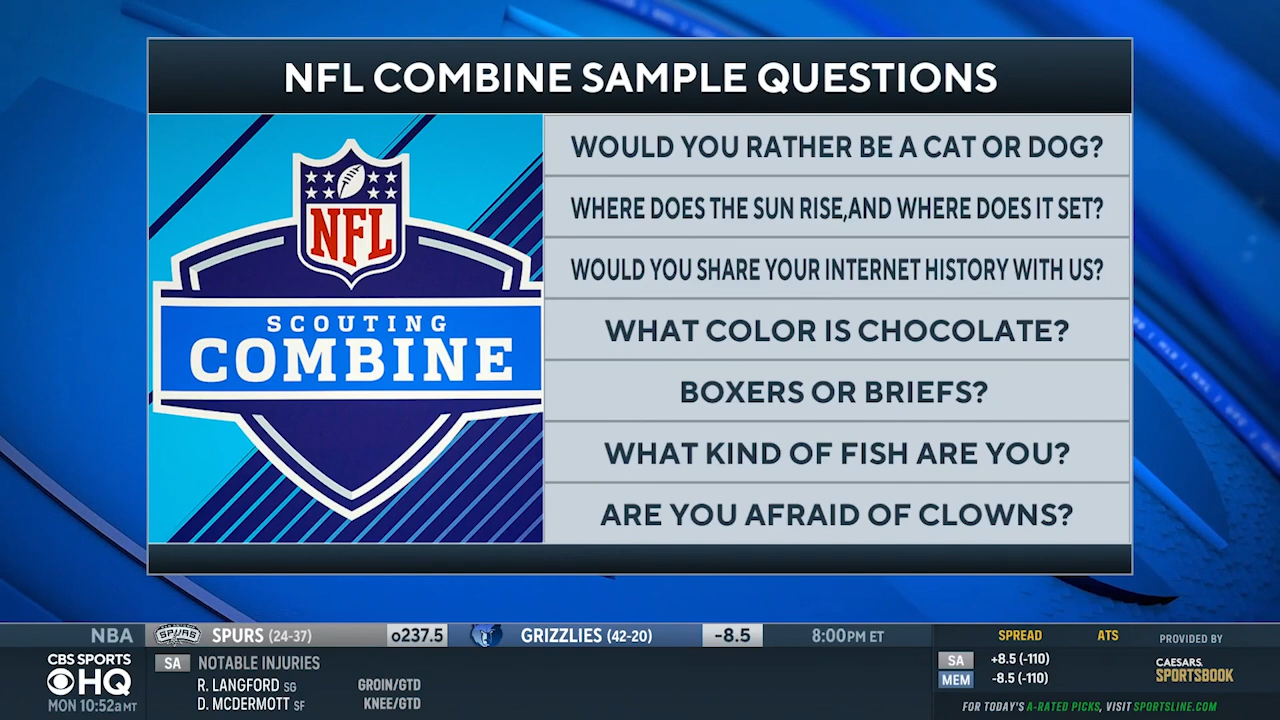 NFL COMBINE SAMPLE QUESTIONS
NFL
SCOUTING
COMBINE
WOULD YOU RATHER BE A CAT OR DOG?
WHERE DOES THE SUN RISE,AND WHERE DOES IT SET?
WOULD YOU SHARE YOUR INTERNET HISTORY WITH US?
WHAT COLOR IS CHOCOLATE?
BOXERS OR BRIEFS?
WHAT KIND OF FISH ARE YOU?
ARE YOU AFRAID OF CLOWNS?
NBA SPURS SPURS (24-37) o237.5 GRIZZLIES (42-20) -8.5 8:00PM ET
CBS SPORTS
HQ
MON 10:52a MT
SA NOTABLE INJURIES
R. LANGFORD SG GROIN/GTD
D. MCDERMOTT SF KNEE/GTD
SPREAD ATS PROVIDED BY
SA +8.5 (-110)
MEM -8.5 (-110)
CAESARS
SPORTSBOOK
FOR TODAY'S A-RATED PICKS, VISIT SPORTSLINE.COM